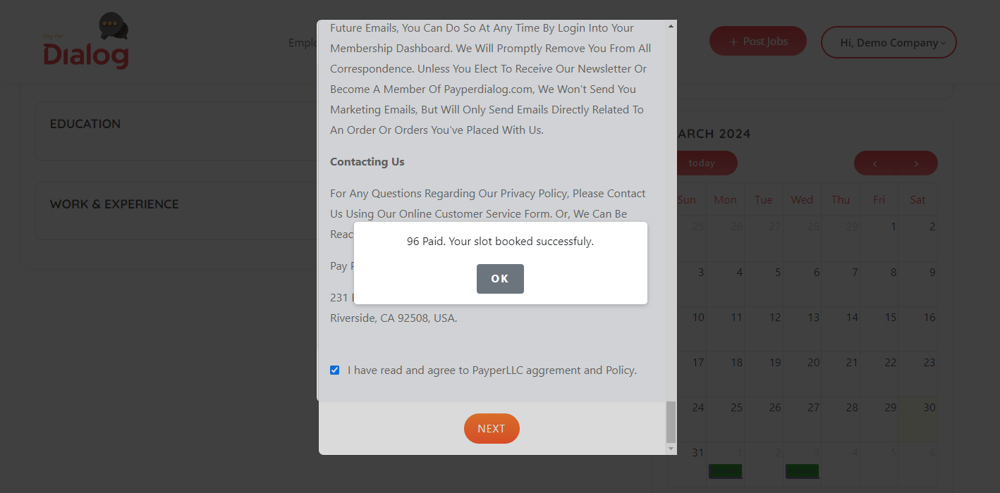 Pay Per
Dialog
Emplo
+ Post Jobs
Hi, Demo Company
Future Emails, You Can Do So At Any Time By Login Into Your
Membership Dashboard. We Will Promptly Remove You From All
Correspondence. Unless You Elect To Receive Our Newsletter Or
Become A Member Of Payperdialog.com, We Won’t Send You
Marketing Emails, But Will Only Send Emails Directly Related To
An Order Or Orders You’ve Placed With Us.
Contacting Us
For Any Questions Regarding Our Privacy Policy, Please Contact
Us Using Our Online Customer Service Form. Or, We Can Be
Reac
Pay P
231 E
Riverside, CA 92508, USA.
96 Paid. Your slot booked successfuly.
OK
I have read and agree to PayperLLC aggrement and Policy.
NEXT
EDUCATION
WORK & EXPERIENCE
ARCH 2024
today
Sun Mon Tue Wed Thu Fri Sat
25 26 27 28 29 1 2
3 4 5 6 7 8 9
10 11 12 13 14 15 16
17 18 19 20 21 22 23
24 25 26 27 28 29 30
31 1 2 3 4 5 6